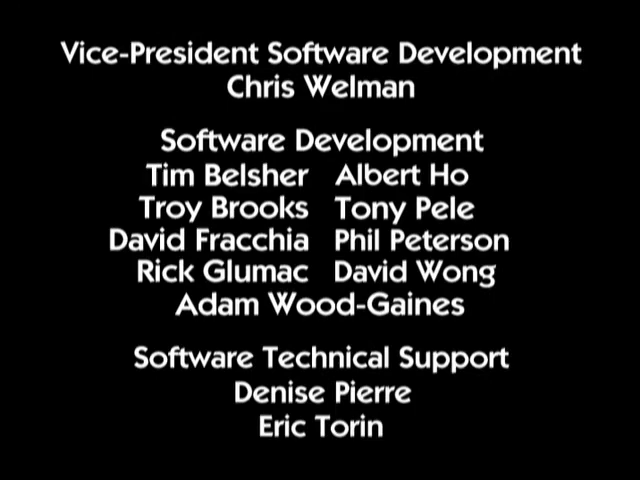 Vice-President Software Development
Chris Welman
Software Development
Tim Belsher Albert Ho
Troy Brooks Tony Pele
David Fracchia Phil Peterson
Rick Glumac David Wong
Adam Wood-Gaines
Software Technical Support
Denise Pierre
Eric Torin